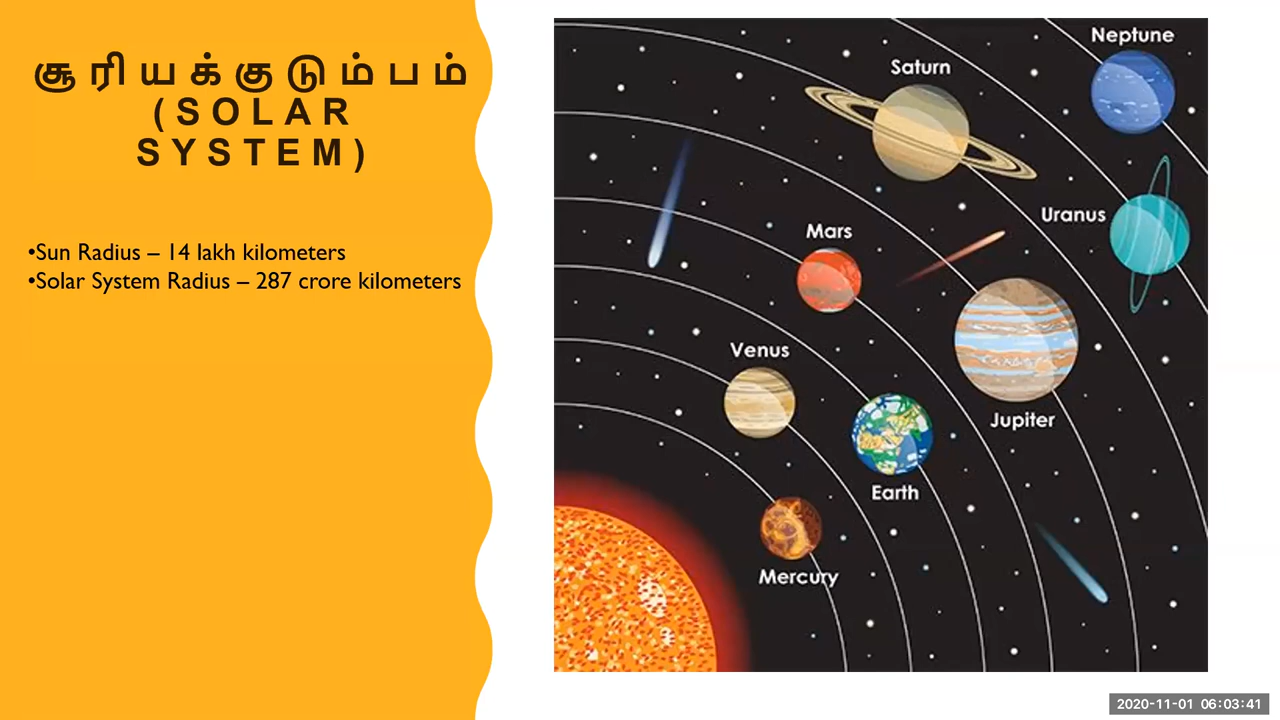 சூரியக்குடும்பம்
(SOLAR
SYSTEM)
•Sun Radius – 14 lakh kilometers
•Solar System Radius – 287 crore kilometers
Neptune
Saturn
Uranus
Mars
Venus
Jupiter
Earth
Mercury
2020-11-01 06:03:41